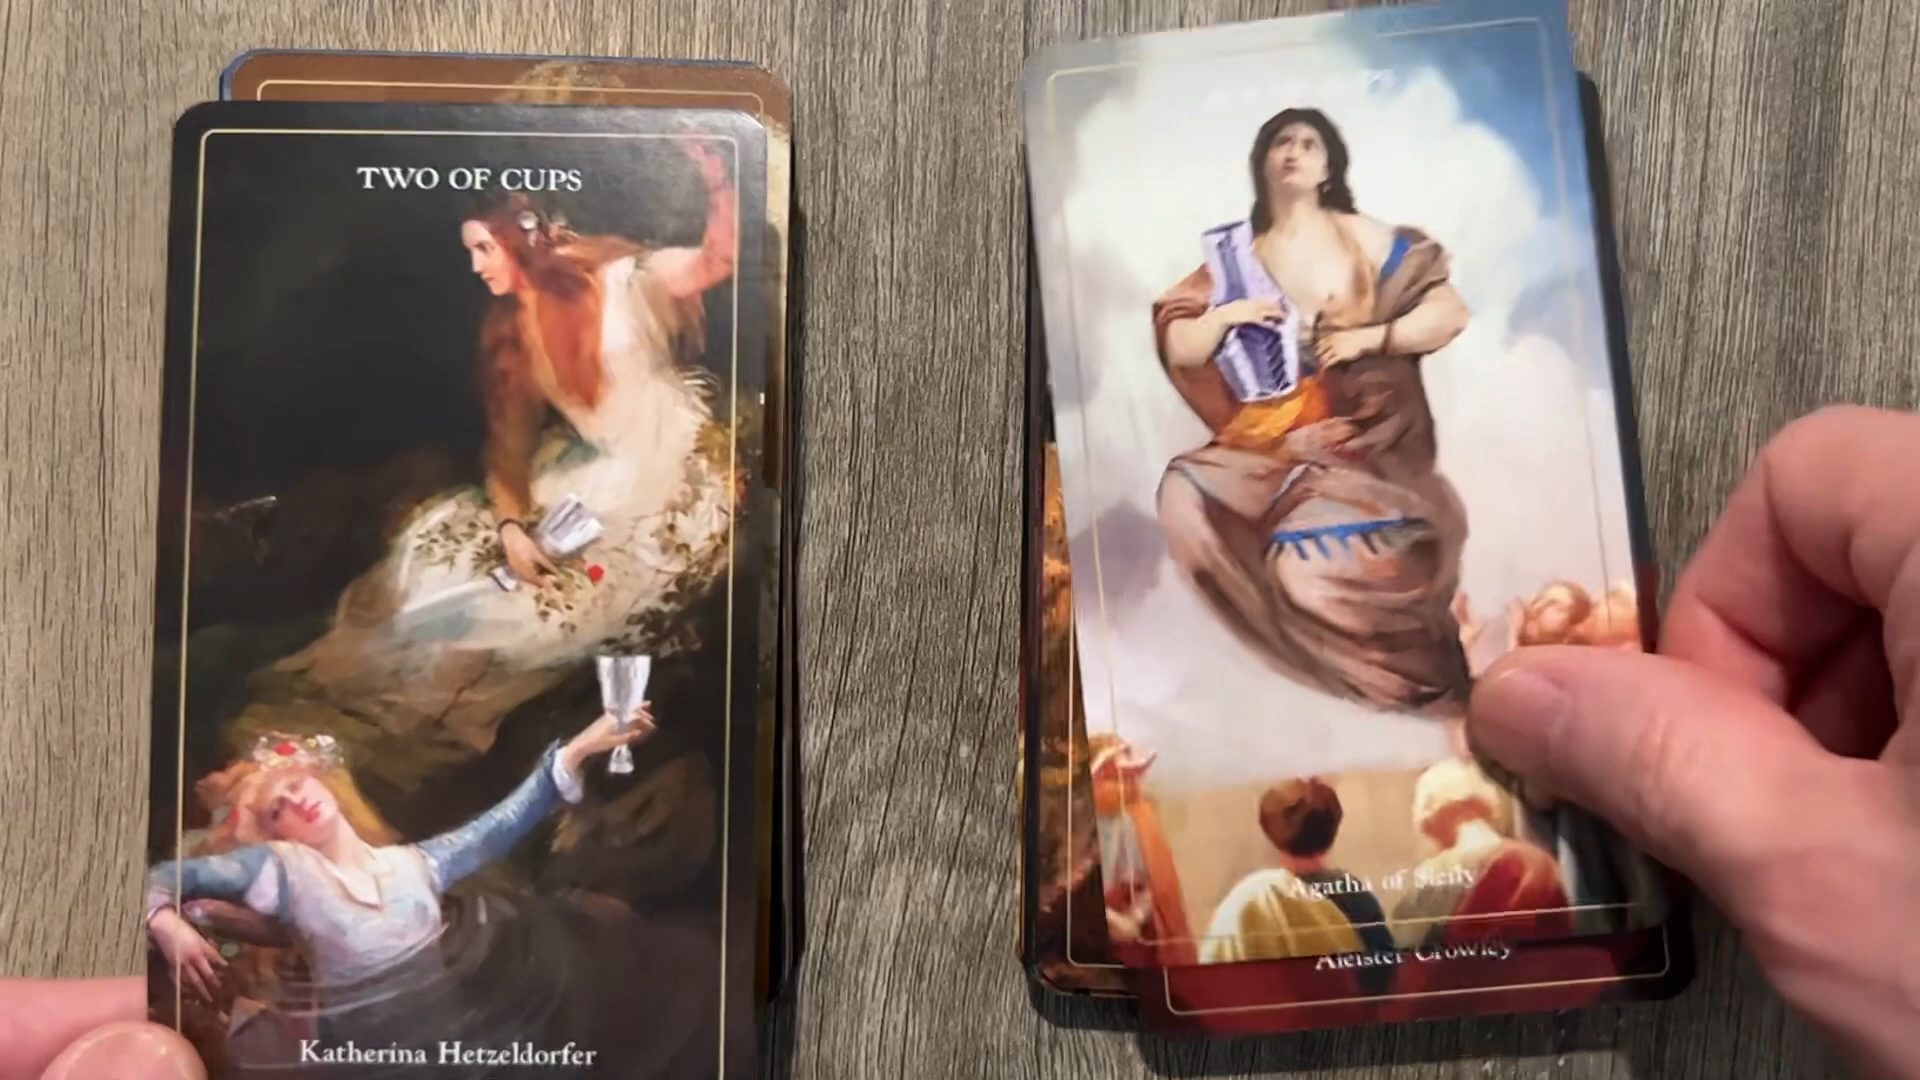 TWO OF CUPS
Katherina Hetzeldorfer
Agatha of Sicily
Aleister Crowley